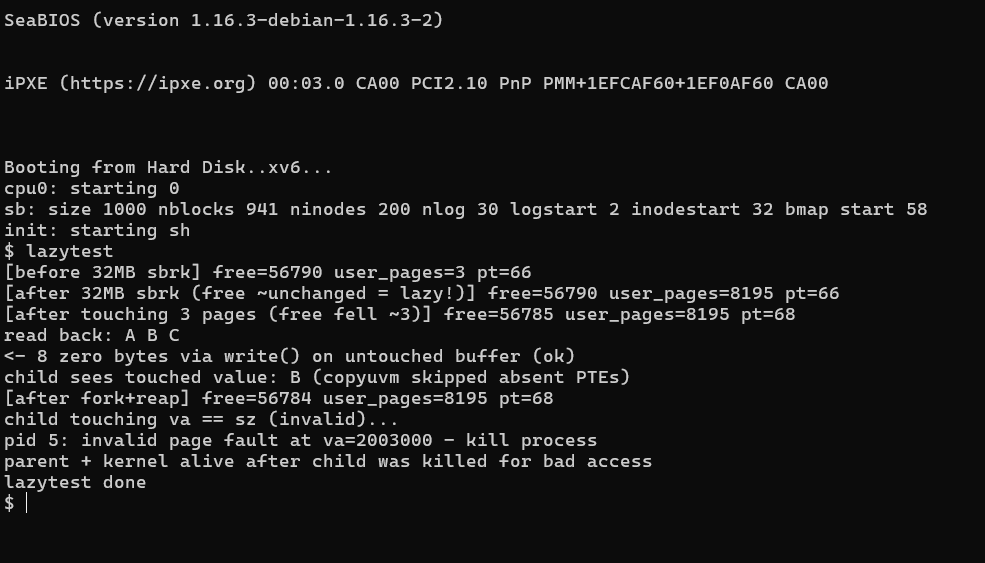 SeaBIOS (version 1.16.3-debian-1.16.3-2)
iPXE (https://ipxe.org) 00:03.0 CA00 PCI2.10 PnP PMM+1EFCAF60+1EF0AF60 CA00
Booting from Hard Disk..xv6...
cpu0: starting 0
sb: size 1000 nblocks 941 ninodes 200 nlog 30 logstart 2 inodestart 32 bmap start 58
init: starting sh
$ lazytest
[before 32MB sbrk] free=56790 user_pages=3 pt=66
[after 32MB sbrk (free ~unchanged = lazy!)] free=56790 user_pages=8195 pt=66
[after touching 3 pages (free fell ~3)] free=56785 user_pages=8195 pt=68
read back: A B C
<- 8 zero bytes via write() on untouched buffer (ok)
child sees touched value: B (copyuvm skipped absent PTEs)
[after fork+reap] free=56784 user_pages=8195 pt=68
child touching va == sz (invalid)...
pid 5: invalid page fault at va=2003000 - kill process
parent + kernel alive after child was killed for bad access
lazytest done
$